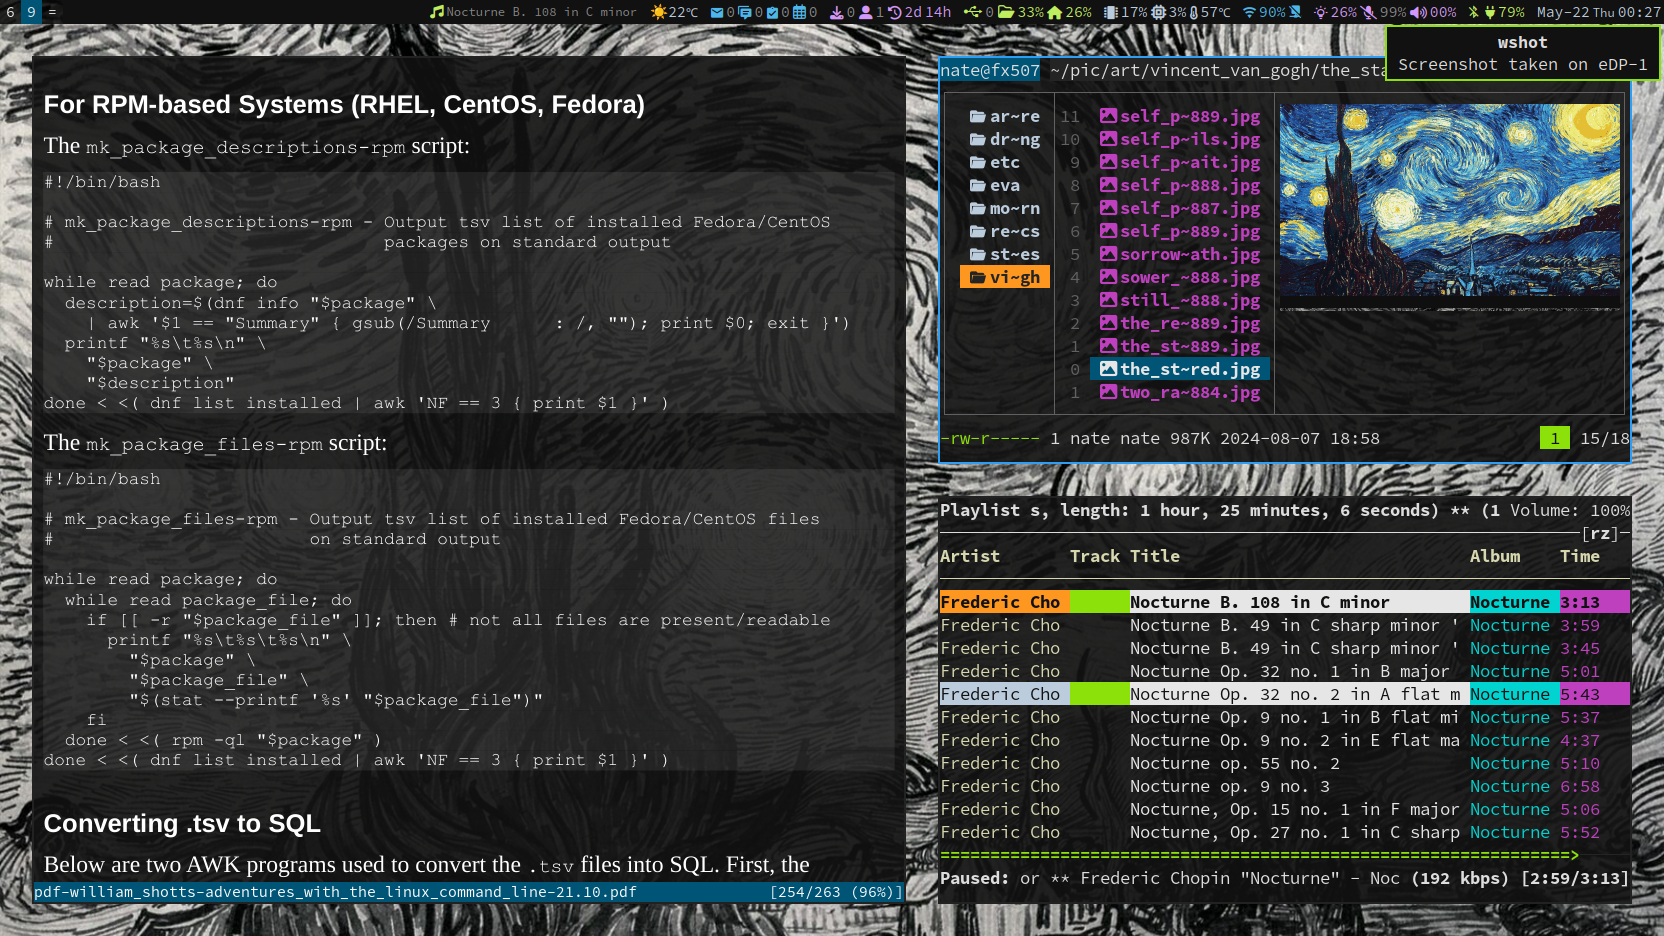 6 9 =
Nocturne B. 108 in C minor 22℃ 0 0 0 0 0 1 2d 14h 0 33% 26% 17% 3% 57℃ 90% 26% 99% 00% 79% May-22 Thu 00:27
wshot
Screenshot taken on eDP-1
For RPM-based Systems (RHEL, CentOS, Fedora)
The mk_package_descriptions-rpm script:
#!/bin/bash
# mk_package_descriptions-rpm - Output tsv list of installed Fedora/CentOS
#                               packages on standard output
while read package; do
  description=$(dnf info "$package" \
    | awk '$1 == "Summary" { gsub(/Summary      : /, ""); print $0; exit }')
  printf "%s\t%s\n" \
    "$package" \
    "$description"
done < <( dnf list installed | awk 'NF == 3 { print $1 }' )
The mk_package_files-rpm script:
#!/bin/bash
# mk_package_files-rpm - Output tsv list of installed Fedora/CentOS files
#                        on standard output
while read package; do
  while read package_file; do
    if [[ -r "$package_file" ]]; then # not all files are present/readable
      printf "%s\t%s\t%s\n" \
        "$package" \
        "$package_file" \
        "$(stat --printf '%s' "$package_file")"
    fi
  done < <( rpm -ql "$package" )
done < <( dnf list installed | awk 'NF == 3 { print $1 }' )
Converting .tsv to SQL
Below are two AWK programs used to convert the .tsv files into SQL. First, the
pdf-william_shotts-adventures_with_the_linux_command_line-21.10.pdf [254/263 (96%)]
nate@fx507 ~/pic/art/vincent_van_gogh/the_sta
ar~re 11 self_p~889.jpg
dr~ng 10 self_p~ils.jpg
etc 9 self_p~ait.jpg
eva 8 self_p~888.jpg
mo~rn 7 self_p~887.jpg
re~cs 6 self_p~889.jpg
st~es 5 sorrow~ath.jpg
vi~gh 4 sower_~888.jpg
3 still_~888.jpg
2 the_re~889.jpg
1 the_st~889.jpg
0 the_st~red.jpg
1 two_ra~884.jpg
-rw-r----- 1 nate nate 987K 2024-08-07 18:58 1 15/18
Playlist s, length: 1 hour, 25 minutes, 6 seconds) ** (1 Volume: 100%
[rz]
Artist Track Title Album Time
Frederic Cho Nocturne B. 108 in C minor Nocturne 3:13
Frederic Cho Nocturne B. 49 in C sharp minor ' Nocturne 3:59
Frederic Cho Nocturne B. 49 in C sharp minor ' Nocturne 3:45
Frederic Cho Nocturne Op. 32 no. 1 in B major Nocturne 5:01
Frederic Cho Nocturne Op. 32 no. 2 in A flat m Nocturne 5:43
Frederic Cho Nocturne Op. 9 no. 1 in B flat mi Nocturne 5:37
Frederic Cho Nocturne Op. 9 no. 2 in E flat ma Nocturne 4:37
Frederic Cho Nocturne op. 55 no. 2 Nocturne 5:10
Frederic Cho Nocturne op. 9 no. 3 Nocturne 6:58
Frederic Cho Nocturne, Op. 15 no. 1 in F major Nocturne 5:06
Frederic Cho Nocturne, Op. 27 no. 1 in C sharp Nocturne 5:52
===============================================================>
Paused: or ** Frederic Chopin "Nocturne" - Noc (192 kbps) [2:59/3:13]